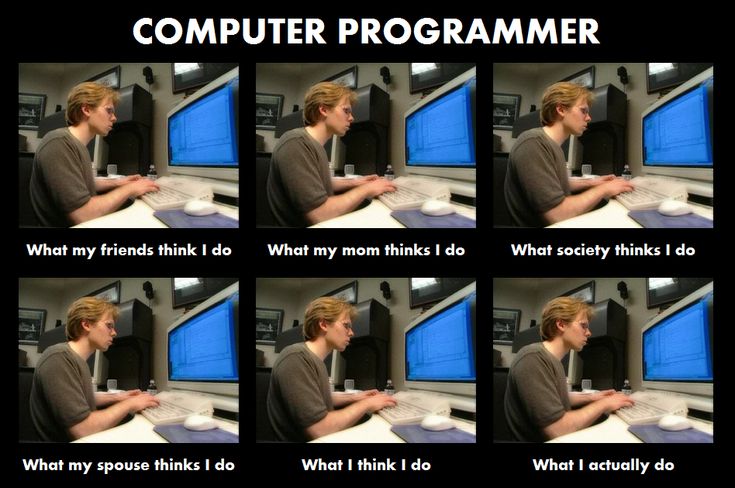 COMPUTER PROGRAMMER
What my friends think I do
What my mom thinks I do
What society thinks I do
What my spouse thinks I do
What I think I do
What I actually do